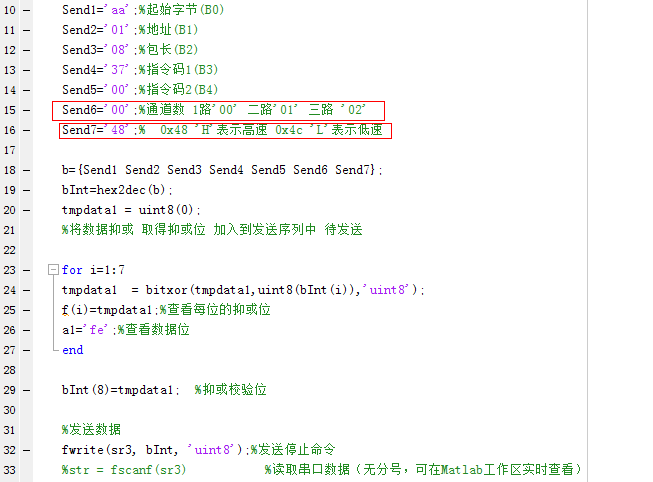 10 Send1='aa';%起始字节(B0)
11 Send2='01';%地址(B1)
12 Send3='08';%包长(B2)
13 Send4='37';%指令码1(B3)
14 Send5='00';%指令码2(B4)
15 Send6='00';%通道数 1路'00' 二路'01' 三路 '02'
16 Send7='48';% 0x48 'H'表示高速 0x4c 'L'表示低速
17
18 b={Send1 Send2 Send3 Send4 Send5 Send6 Send7};
19 bInt=hex2dec(b);
20 tmpdata1 = uint8(0);
21 %将数据抑或 取得抑或位 加入到发送序列中 待发送
22
23 for i=1:7
24 tmpdata1 = bitxor(tmpdata1,uint8(bInt(i)),'uint8');
25 f(i)=tmpdata1;%查看每位的抑或位
26 a1='fe';%查看数据位
27 end
28
29 bInt(8)=tmpdata1; %抑或校验位
30
31 %发送数据
32 fwrite(sr3, bInt, 'uint8');%发送停止命令
33 %str = fscanf(sr3) %读取串口数据（无分号，可在Matlab工作区实时查看）